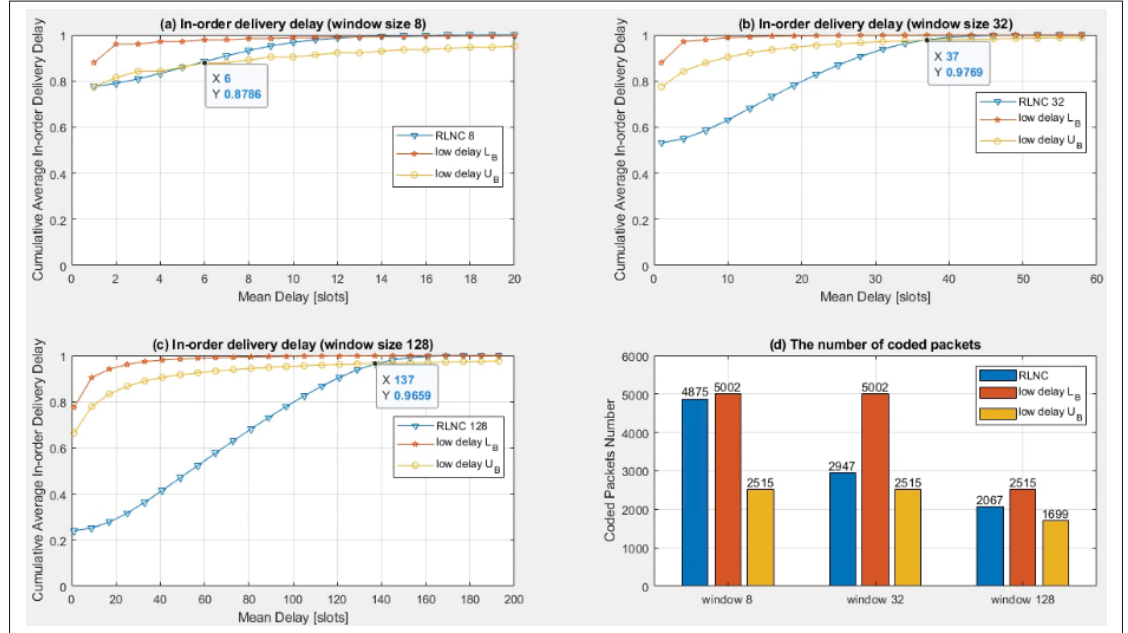 (a) In-order delivery delay (window size 8)
Cumulative Average In-order Delivery Delay
1
0.8
0.6
0.4
0.2
0
X 6
Y 0.8786
RLNC 8
low delay L_B
low delay U_B
0 2 4 6 8 10 12 14 16 18 20
Mean Delay [slots]
(b) In-order delivery delay (window size 32)
Cumulative Average In-order Delivery Delay
1
0.8
0.6
0.4
0.2
0
X 37
Y 0.9769
RLNC 32
low delay L_B
low delay U_B
0 10 20 30 40 50 60
Mean Delay [slots]
(c) In-order delivery delay (window size 128)
Cumulative Average In-order Delivery Delay
1
0.8
0.6
0.4
0.2
0
X 137
Y 0.9659
RLNC 128
low delay L_B
low delay U_B
0 20 40 60 80 100 120 140 160 180 200
Mean Delay [slots]
(d) The number of coded packets
Coded Packets Number
6000
5000
4000
3000
2000
1000
0
RLNC
low delay L_B
low delay U_B
4875 5002 2515
2947 5002 2515
2067 2515 1699
window 8 window 32 window 128